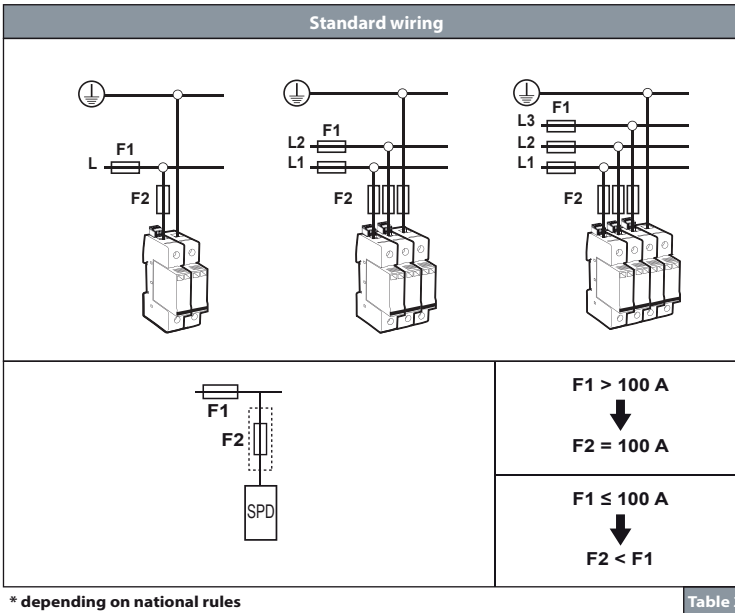 Standard wiring
F1
L
F2
F1
L2
L1
F2
F1
L3
L2
L1
F2
F1
F2
SPD
F1 > 100 A
F2 = 100 A
F1 ≤ 100 A
F2 < F1
* depending on national rules
Table